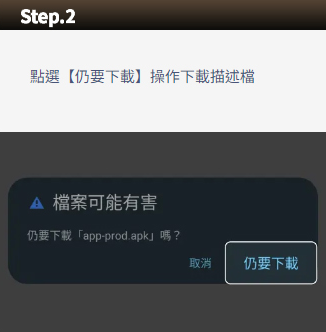 Step.2
點選【仍要下載】操作下載描述檔
檔案可能有害
仍要下載「app-prod.apk」嗎？
取消
仍要下載